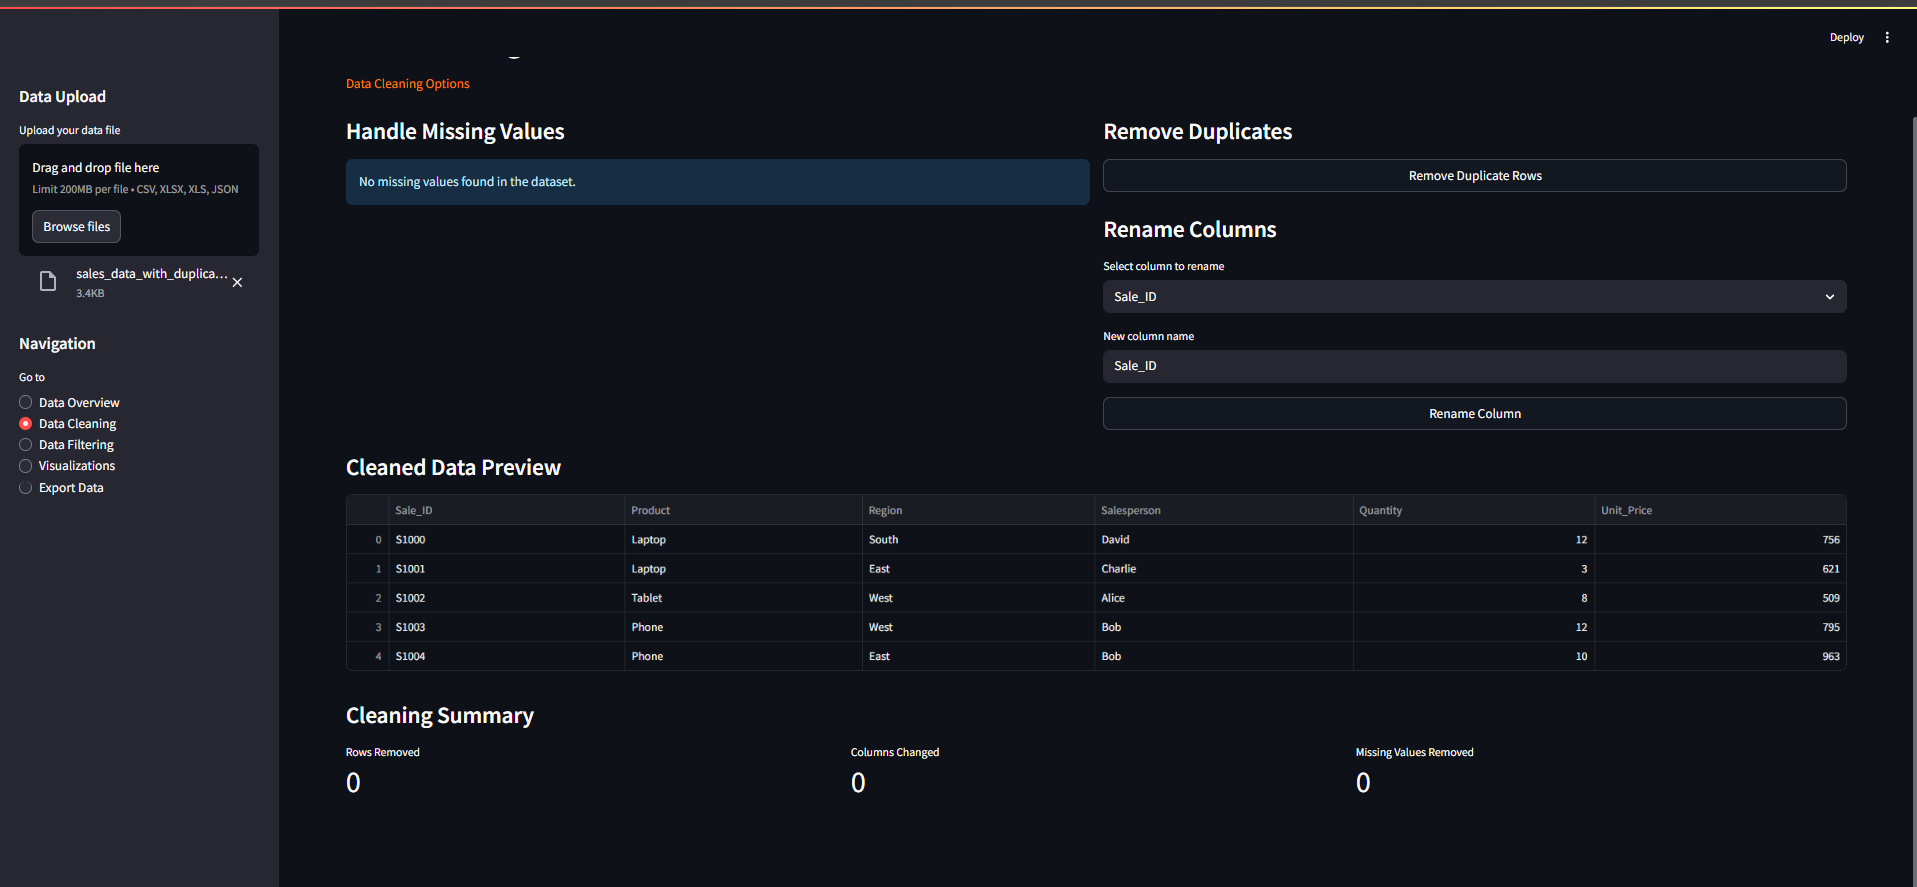 Deploy
Data Upload
Upload your data file
Drag and drop file here
Limit 200MB per file • CSV, XLSX, XLS, JSON
Browse files
sales_data_with_duplica...
3.4KB
Navigation
Go to
Data Overview
Data Cleaning
Data Filtering
Visualizations
Export Data
Data Cleaning Options
Handle Missing Values
No missing values found in the dataset.
Remove Duplicates
Remove Duplicate Rows
Rename Columns
Select column to rename
Sale_ID
New column name
Sale_ID
Rename Column
Cleaned Data Preview
Sale_ID Product Region Salesperson Quantity Unit_Price
0 S1000 Laptop South David 12 756
1 S1001 Laptop East Charlie 3 621
2 S1002 Tablet West Alice 8 509
3 S1003 Phone West Bob 12 795
4 S1004 Phone East Bob 10 963
Cleaning Summary
Rows Removed Columns Changed Missing Values Removed
0 0 0